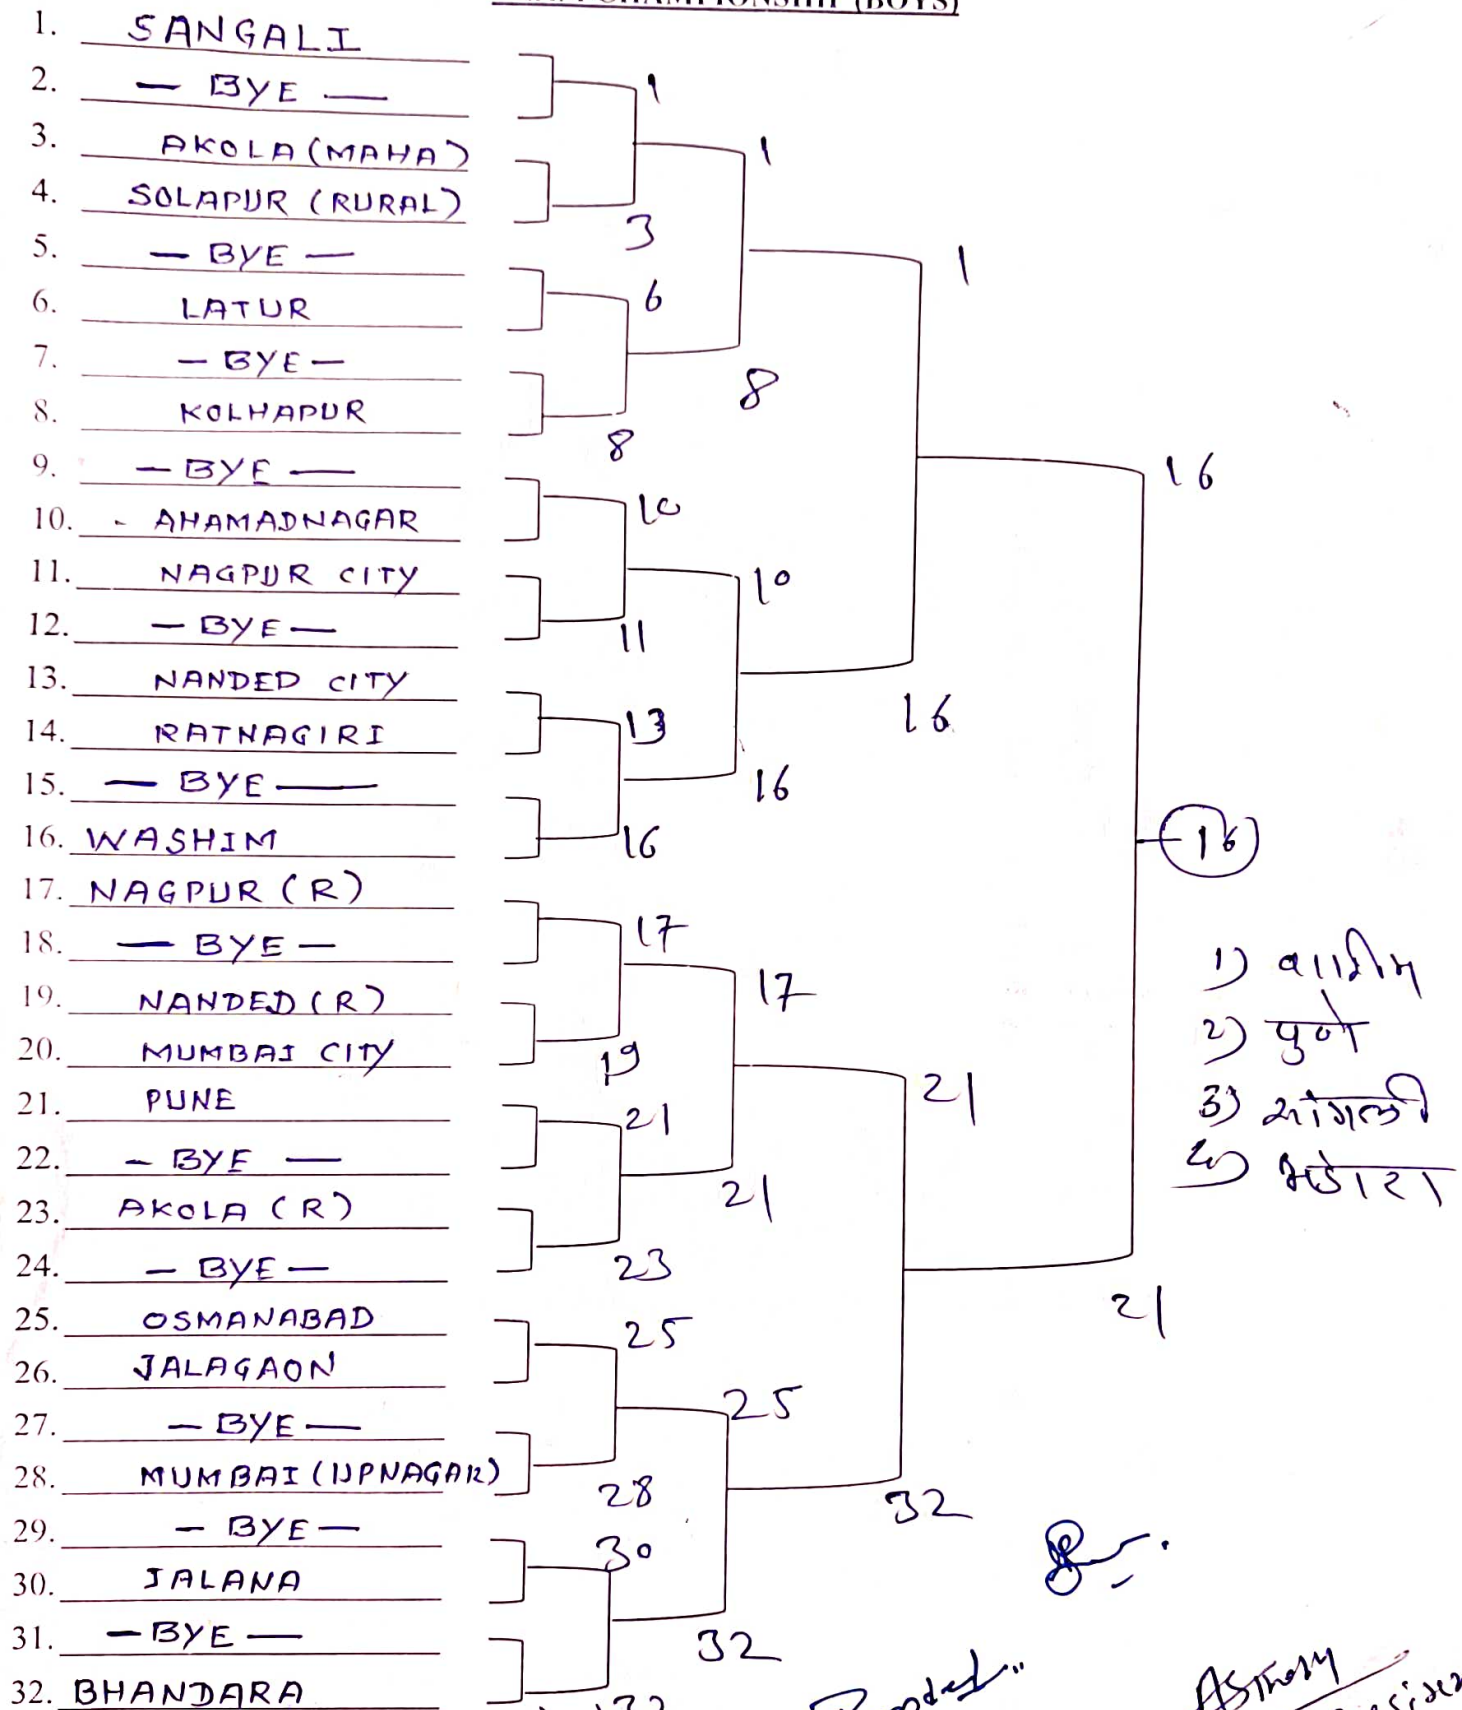 CHAMPIONSHIP (BOYS)
1. SANGALI
2. — BYE —
3. AKOLA (MAHA)
4. SOLAPUR (RURAL)
5. — BYE —
6. LATUR
7. — BYE —
8. KOLHAPUR
9. — BYE —
10. - AHAMADNAGAR
11. NAGPUR CITY
12. — BYE —
13. NANDED CITY
14. RATNAGIRI
15. — BYE —
16. WASHIM
17. NAGPUR (R)
18. — BYE —
19. NANDED (R)
20. MUMBAI CITY
21. PUNE
22. — BYE —
23. AKOLA (R)
24. — BYE —
25. OSMANABAD
26. JALAGAON
27. — BYE —
28. MUMBAI (UPNAGAR)
29. — BYE —
30. JALANA
31. — BYE —
32. BHANDARA
1
3
6
8
10
11
13
16
17
19
21
23
25
28
30
32
1
8
10
16
17
21
25
32
1
16
21
32
16
21
16
1) वाशीम
2) पुणे
3) सांगली
4) भंडारा